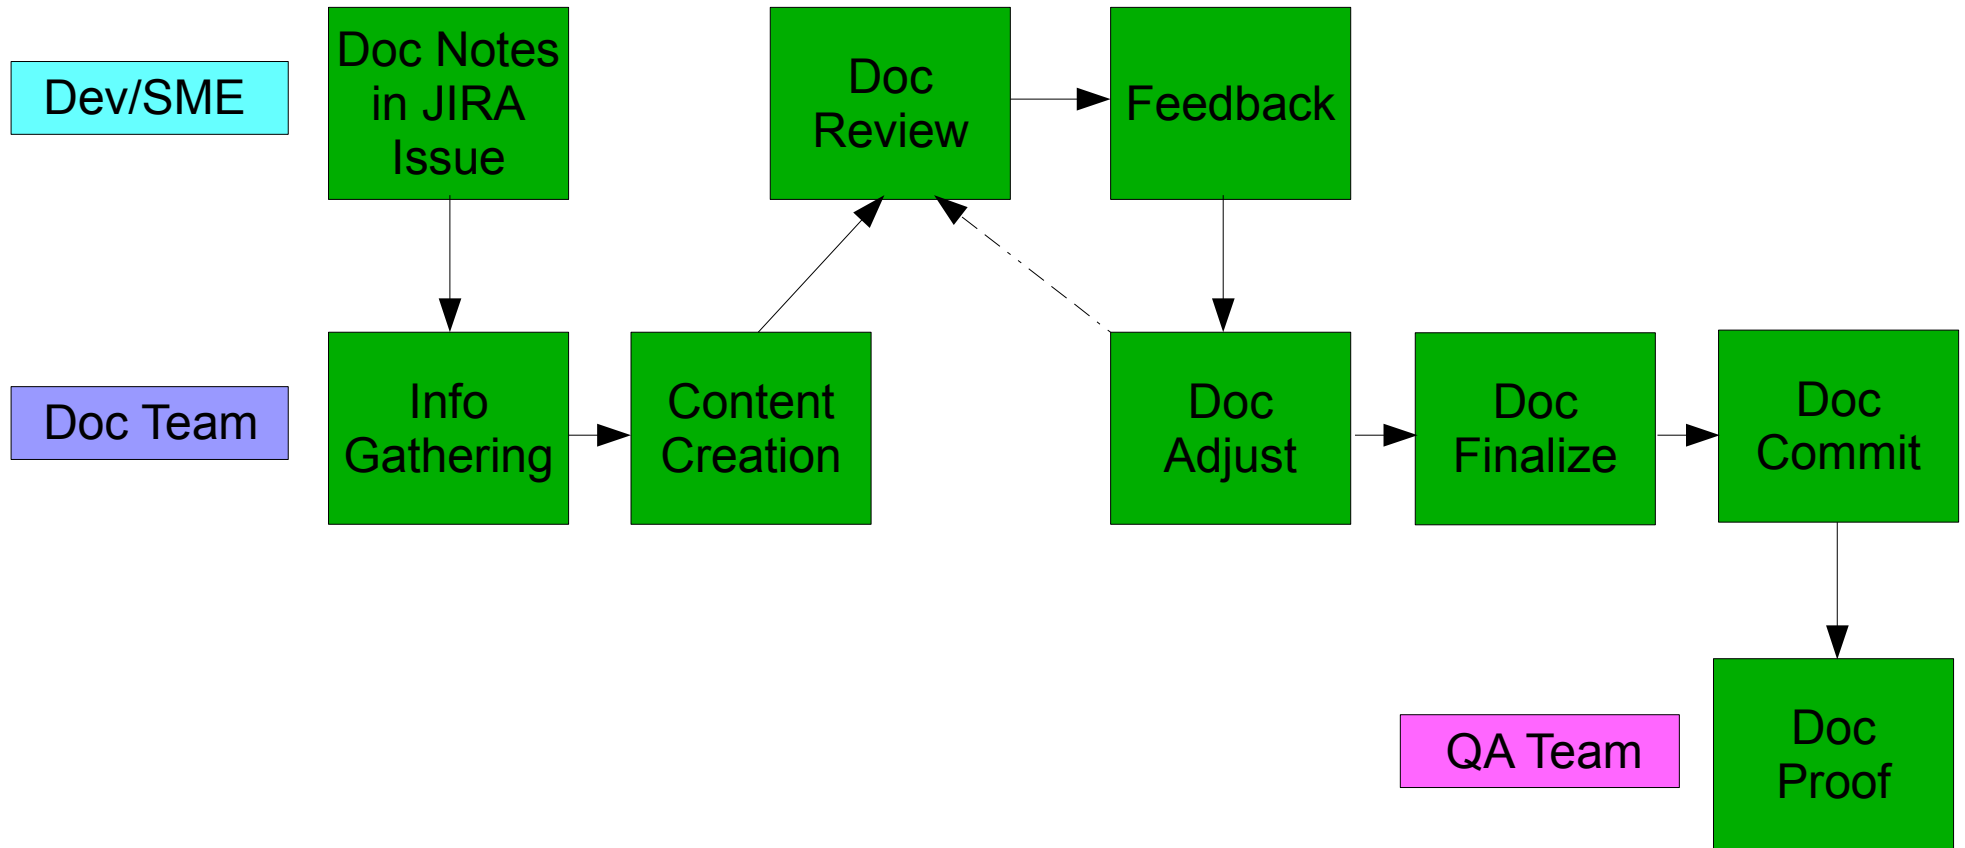 Dev/SME
Doc Notes
in JIRA
Issue
Doc
Review
Feedback
Doc Team
Info
Gathering
Content
Creation
Doc
Adjust
Doc
Finalize
Doc
Commit
QA Team
Doc
Proof